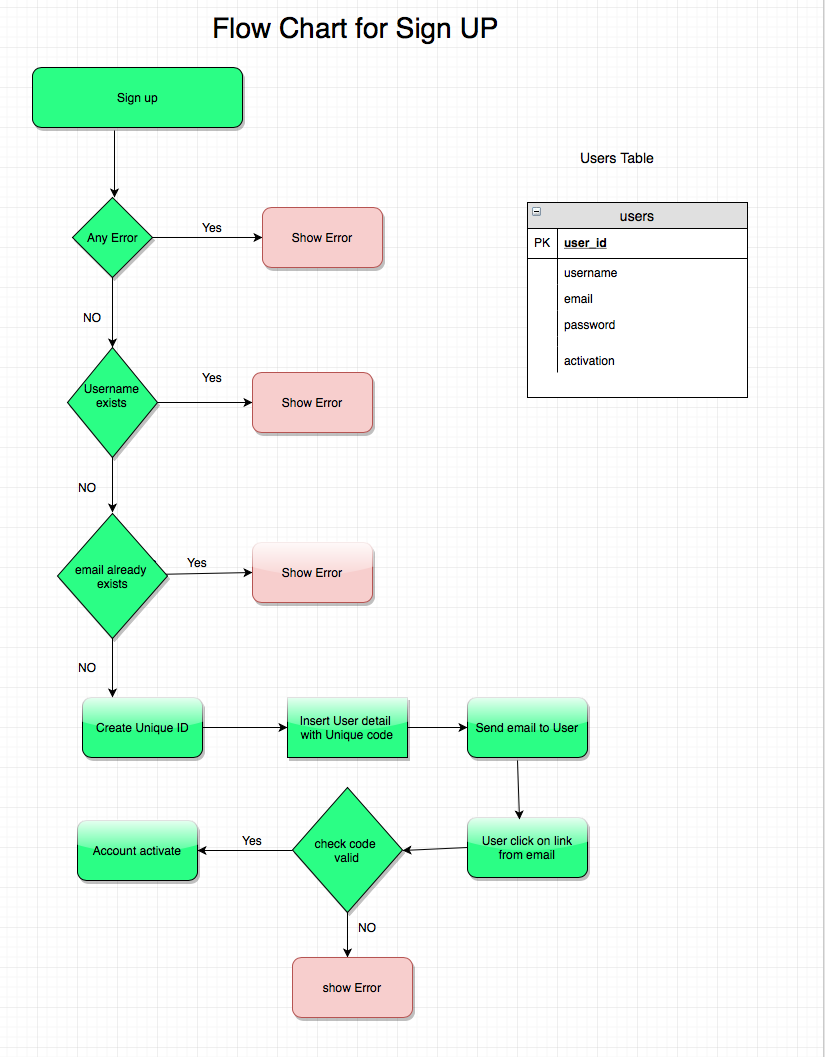 Flow Chart for Sign UP
Sign up
Users Table
users
PK
user_id
username
email
password
activation
Any Error
Yes
Show Error
NO
Username
exists
Yes
Show Error
NO
email already
exists
Yes
Show Error
NO
Create Unique ID
Insert User detail
with Unique code
Send email to User
User click on link
from email
check code
valid
Yes
Account activate
NO
show Error